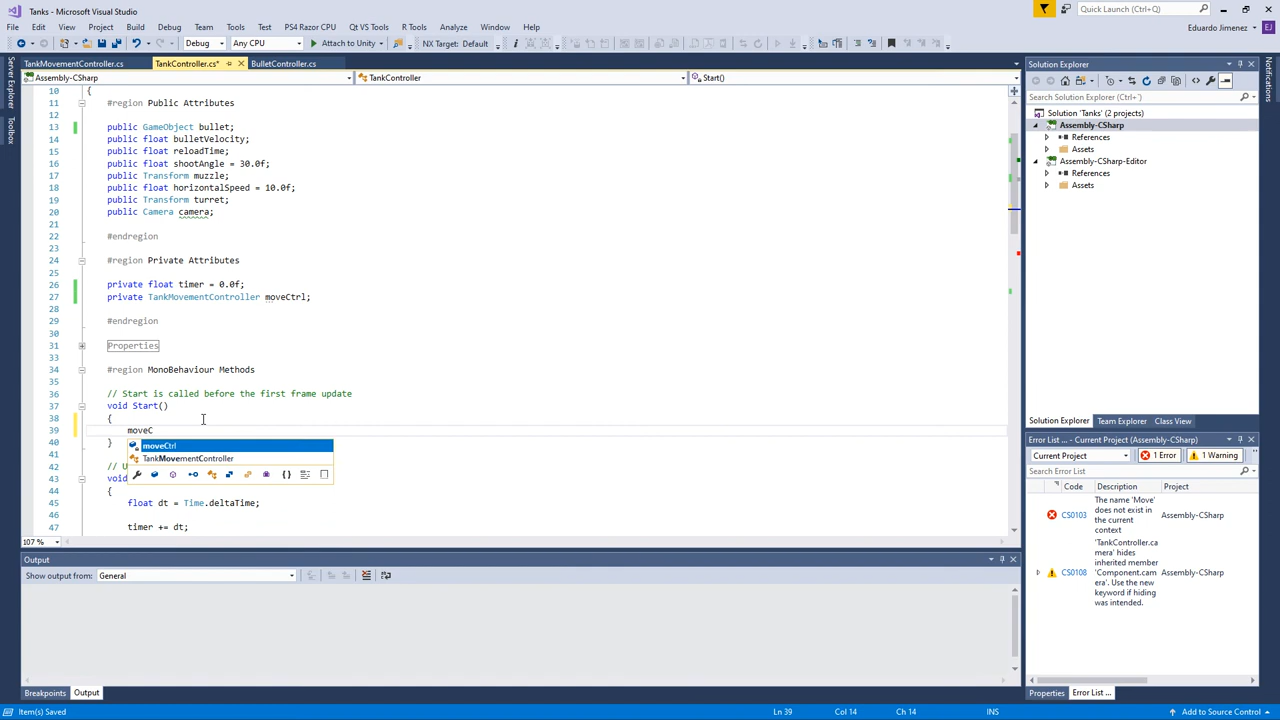 Tanks - Microsoft Visual Studio
Quick Launch (Ctrl+Q)
File Edit View Project Build Debug Team Tools Test PS4 Razor CPU Qt VS Tools R Tools Analyze Window Help
Eduardo Jimenez EJ
Debug Any CPU Attach to Unity NX Target: Default
Server Explorer
Toolbox
Notifications
TankMovementController.cs TankController.cs* BulletController.cs
Assembly-CSharp TankController Start()
10 {
11 #region Public Attributes
12
13 public GameObject bullet;
14 public float bulletVelocity;
15 public float reloadTime;
16 public float shootAngle = 30.0f;
17 public Transform muzzle;
18 public float horizontalSpeed = 10.0f;
19 public Transform turret;
20 public Camera camera;
21
22 #endregion
23
24 #region Private Attributes
25
26 private float timer = 0.0f;
27 private TankMovementController moveCtrl;
28
29 #endregion
30
31 Properties
33
34 #region MonoBehaviour Methods
35
36 // Start is called before the first frame update
37 void Start()
38 {
39 moveC
moveCtrl
40 }
TankMovementController
41
42 // U
43 void
44 {
45 float dt = Time.deltaTime;
46
47 timer += dt;
107 %
Output
Show output from: General
Breakpoints Output
Item(s) Saved
Ln 39 Col 14 Ch 14 INS
Add to Source Control
Solution Explorer
Search Solution Explorer (Ctrl+´)
Solution 'Tanks' (2 projects)
Assembly-CSharp
References
Assets
Assembly-CSharp-Editor
References
Assets
Solution Explorer Team Explorer Class View
Error List ... Current Project (Assembly-CSharp)
Current Project 1 Error 1 Warning
Search Error List
Code Description Project
CS0103 The name 'Move' does not exist in the current context Assembly-CSharp
CS0108 'TankController.camera' hides inherited member 'Component.camera'. Use the new keyword if hiding was intended. Assembly-CSharp
Properties Error List ...